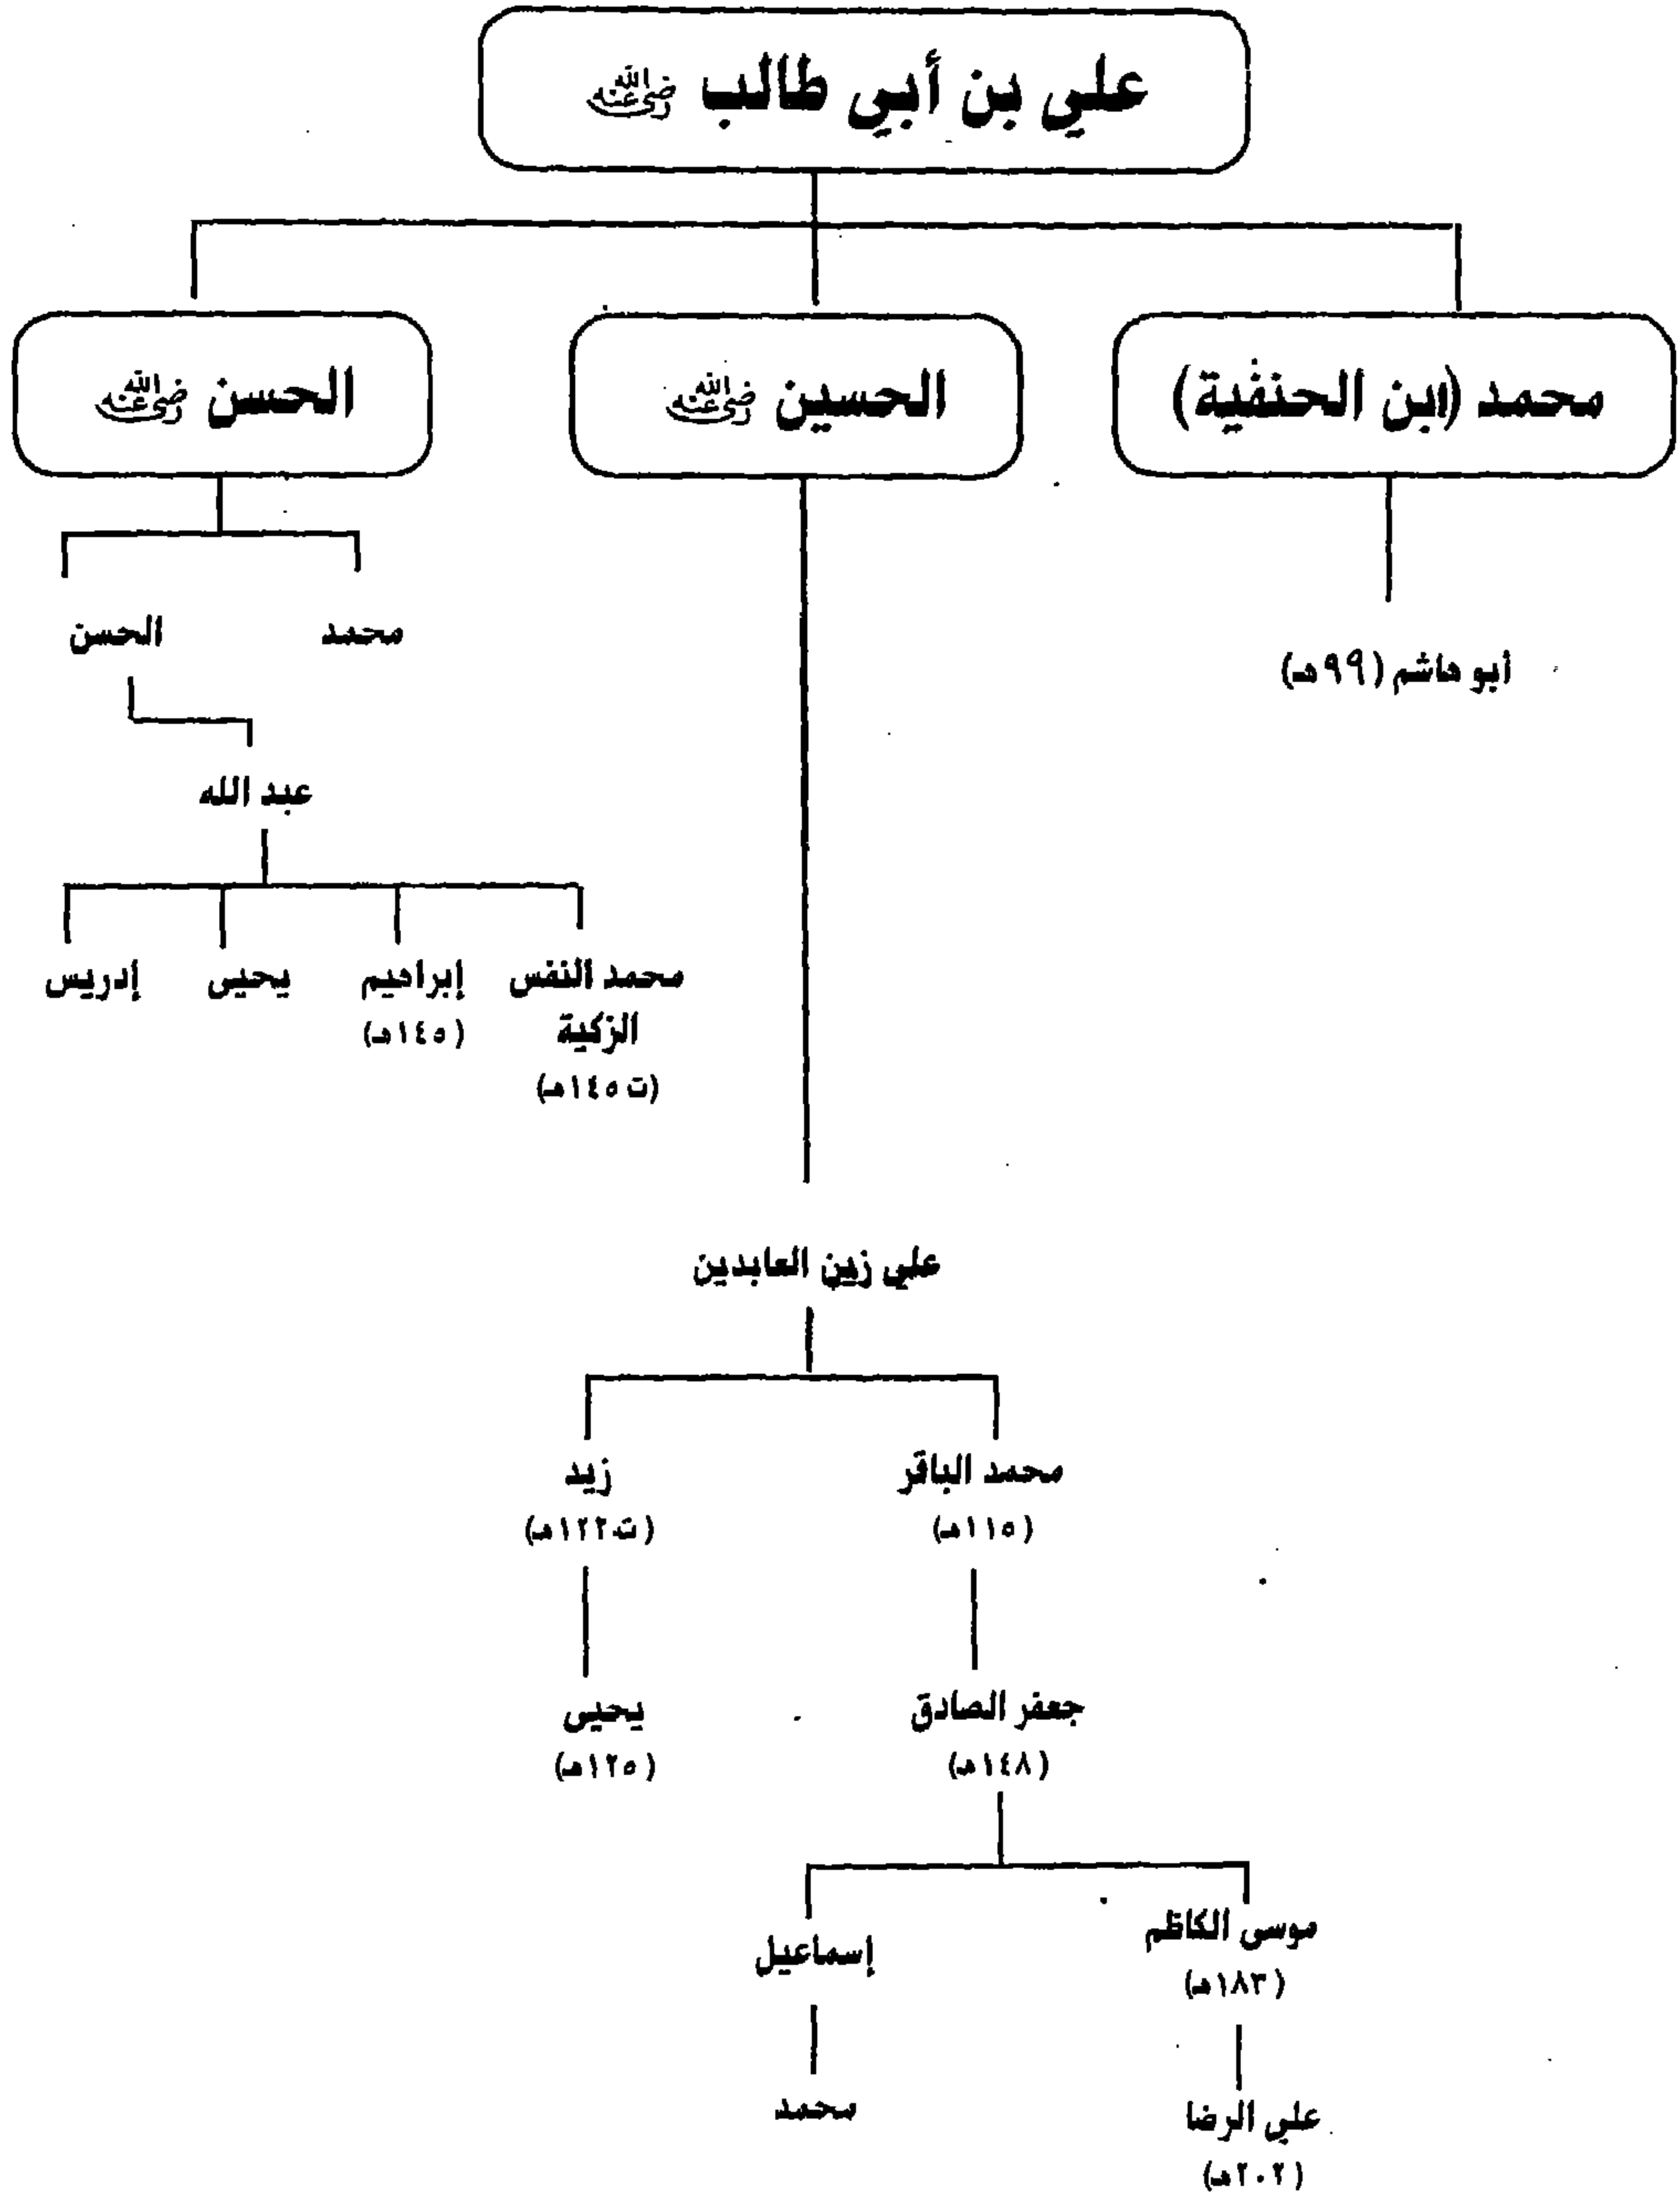 علي بن أبي طالب رضي الله عنه
محمد (ابن الحنفية)
الحسين رضي الله عنه
الحسن رضي الله عنه
محمد
الحسن
أبو هاشم (٩٩هـ)
عبد الله
محمد النفس
الزكية
(ت ١٤٥هـ)
إبراهيم
(١٤٥هـ)
يحيى
إدريس
علي زين العابدين
محمد الباقر
(١١٥هـ)
زيد
(ت ١٢٢هـ)
جعفر الصادق
(١٤٨هـ)
يحيى
(١٢٥هـ)
موسى الكاظم
(١٨٣هـ)
إسماعيل
علي الرضا
(٢٠٢هـ)
محمد